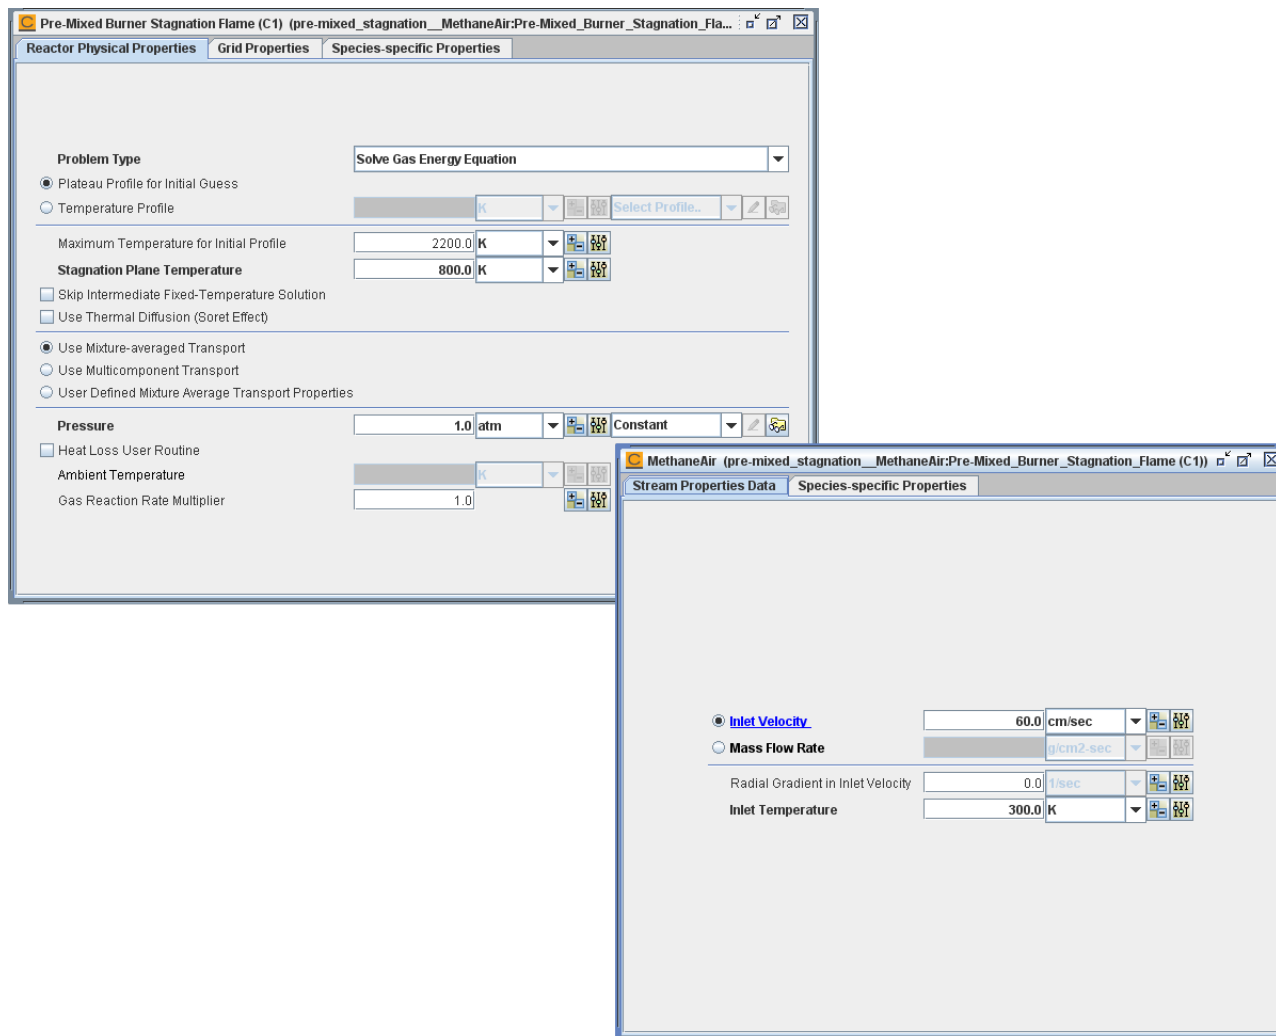 C Pre-Mixed Burner Stagnation Flame (C1) (pre-mixed_stagnation__MethaneAir:Pre-Mixed_Burner_Stagnation_Fla...
Reactor Physical Properties Grid Properties Species-specific Properties
Problem Type Solve Gas Energy Equation
Plateau Profile for Initial Guess
Temperature Profile K Select Profile..
Maximum Temperature for Initial Profile 2200.0 K
Stagnation Plane Temperature 800.0 K
Skip Intermediate Fixed-Temperature Solution
Use Thermal Diffusion (Soret Effect)
Use Mixture-averaged Transport
Use Multicomponent Transport
User Defined Mixture Average Transport Properties
Pressure 1.0 atm Constant
Heat Loss User Routine
Ambient Temperature K
Gas Reaction Rate Multiplier 1.0
C MethaneAir (pre-mixed_stagnation__MethaneAir:Pre-Mixed_Burner_Stagnation_Flame (C1))
Stream Properties Data Species-specific Properties
Inlet Velocity 60.0 cm/sec
Mass Flow Rate g/cm2-sec
Radial Gradient in Inlet Velocity 0.0 1/sec
Inlet Temperature 300.0 K